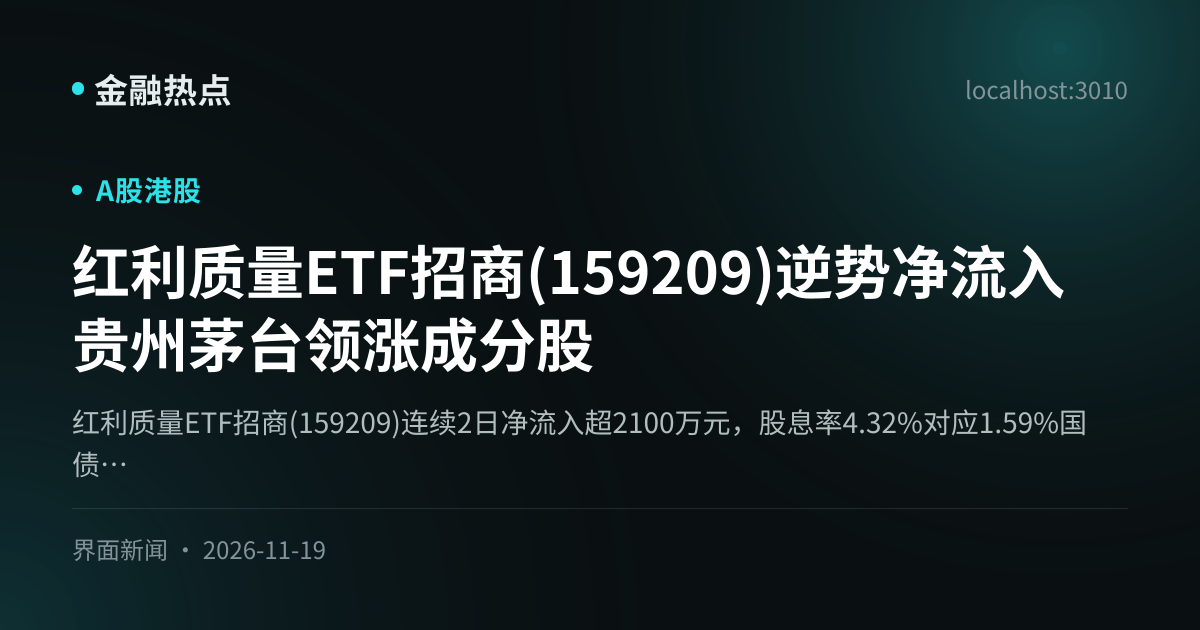 金融热点
localhost:3010
A股港股
红利质量ETF招商(159209)逆势净流入
贵州茅台领涨成分股
红利质量ETF招商(159209)连续2日净流入超2100万元，股息率4.32%对应1.59%国
债…
界面新闻 • 2026-11-19